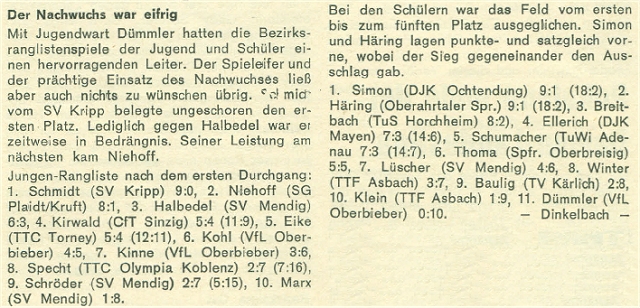 Der Nachwuchs war eifrig
Mit Jugendwart Dümmler hatten die Bezirks-
ranglistenspiele der Jugend und Schüler ei-
nen hervorragenden Leiter. Der Spieleifer und
der prächtige Einsatz des Nachwuchses ließ
aber auch nichts zu wünschen übrig. Schmidt
vom SV Kripp belegte ungeschoren den er-
sten Platz. Lediglich gegen Halbedel war er
zeitweise in Bedrängnis. Seiner Leistung am
nächsten kam Niehoff.
Jungen-Rangliste nach dem ersten Durchgang:
1. Schmidt (SV Kripp) 9:0, 2. Niehoff (SG
Plaidt/Kruft) 8:1, 3. Halbedel (SV Mendig)
6:3, 4. Kirwald (CfT Sinzig) 5:4 (11:9), 5. Eike
(TTC Torney) 5:4 (12:11), 6. Kohl (VfL Ober-
bieber) 4:5, 7. Kinne (VfL Oberbieber) 3:6,
8. Specht (TTC Olympia Koblenz) 2:7 (7:16),
9. Schröder (SV Mendig) 2:7 (5:15), 10. Marx
(SV Mendig) 1:8.
Bei den Schülern war das Feld vom ersten
bis zum fünften Platz ausgeglichen. Simon
und Häring lagen punkte- und satzgleich vor-
ne, wobei der Sieg gegeneinander den Aus-
schlag gab.
1. Simon (DJK Ochtendung) 9:1 (18:2), 2.
Häring (Oberahrtaler Spr.) 9:1 (18:2), 3. Breit-
bach (TuS Horchheim) 8:2), 4. Ellerich (DJK
Mayen) 7:3 (14:6), 5. Schumacher (TuWi Ade-
nau 7:3 (14:7), 6. Thoma (Spfr. Oberbreisig)
5:5, 7. Lüscher (SV Mendig) 4:6, 8. Winter
(TTF Asbach) 3:7, 9. Baulig (TV Kärlich) 2:8,
10. Klein (TTF Asbach) 1:9, 11. Dümmler (VfL
Oberbieber) 0:10. — Dinkelbach —